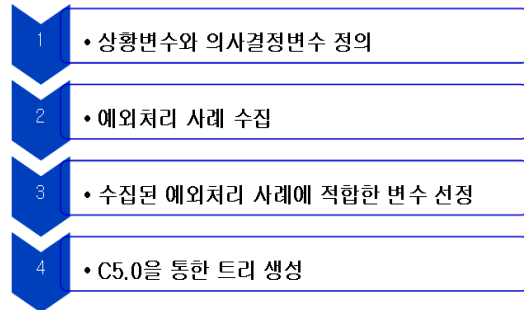 1
• 상황변수와 의사결정변수 정의
2
• 예외처리 사례 수집
3
• 수집된 예외처리 사례에 적합한 변수 선정
4
• C5.0을 통한 트리 생성